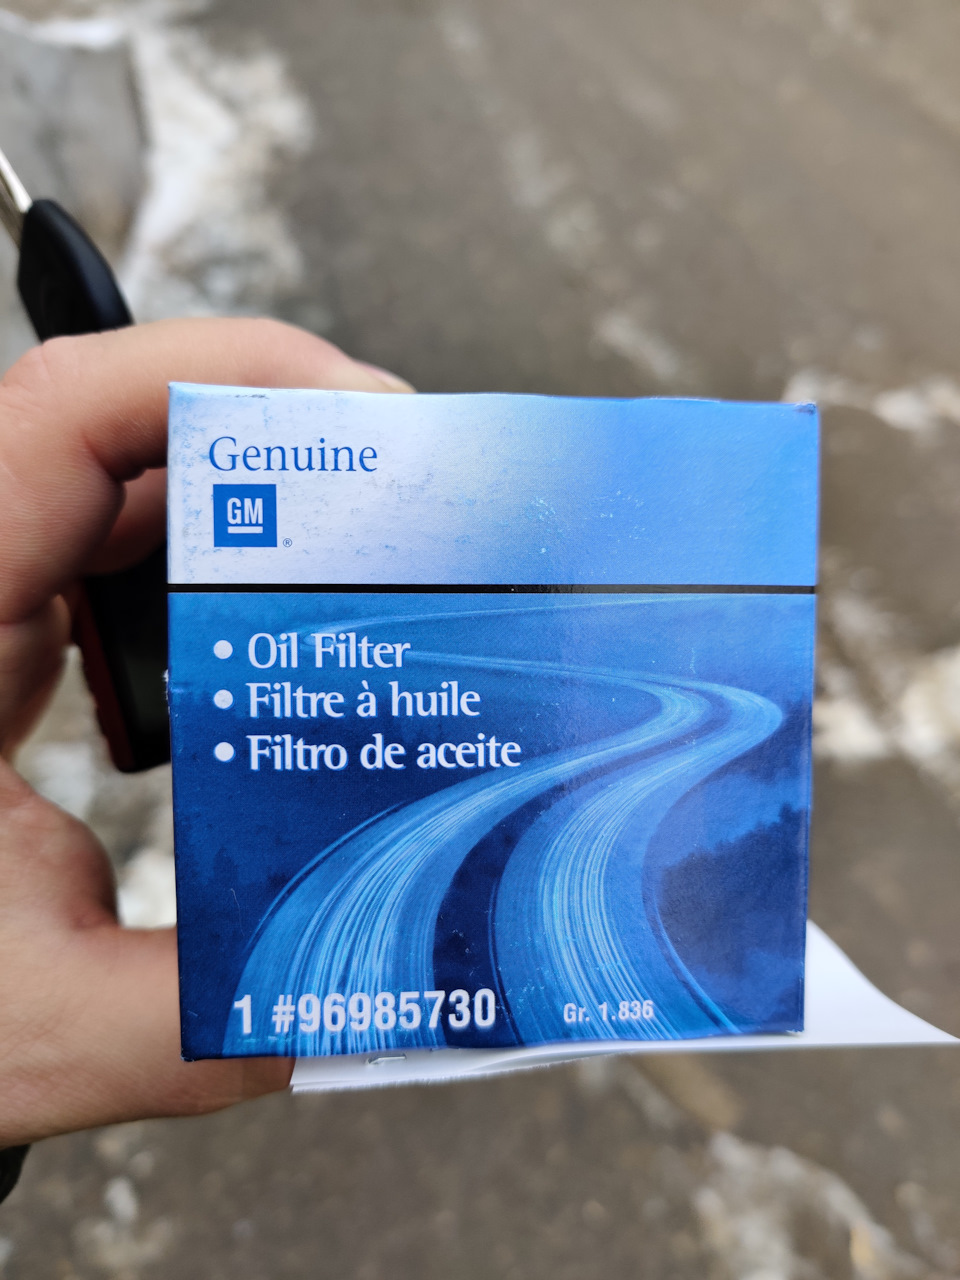 Genuine
GM
®
• Oil Filter
• Filtre à huile
• Filtro de aceite
1 #96985730 Gr. 1.836